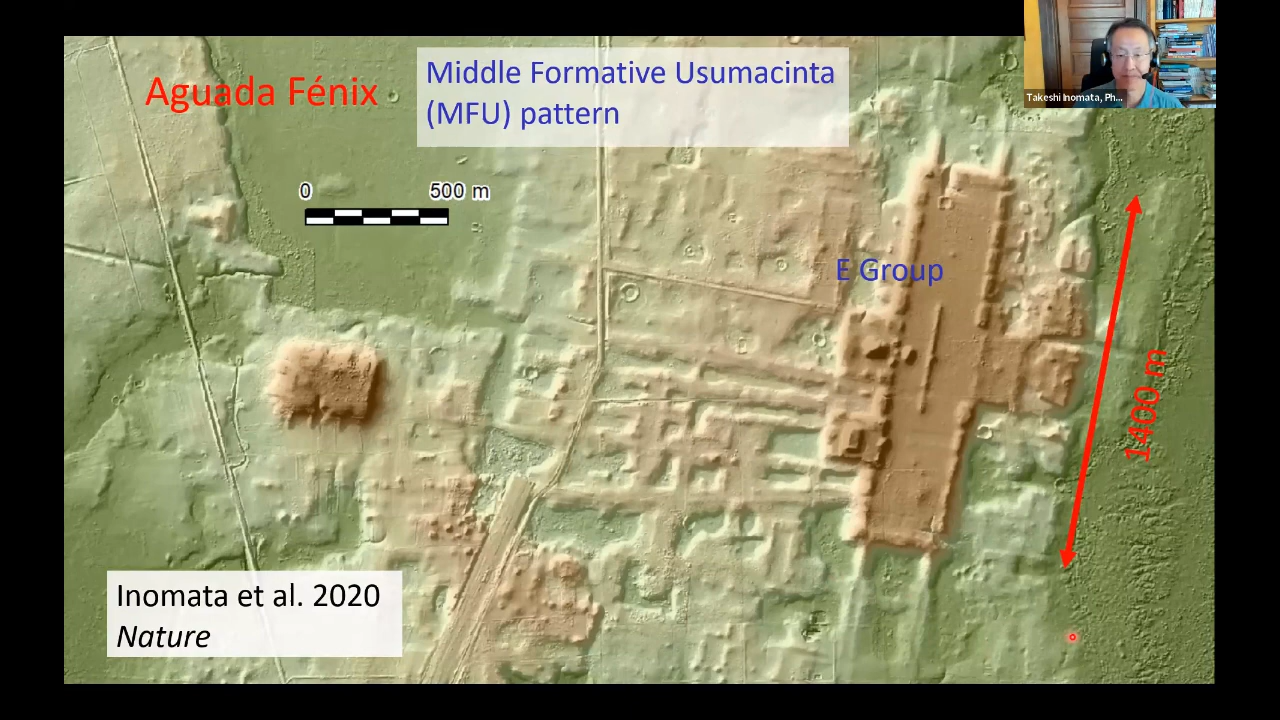 Aguada Fénix
Middle Formative Usumacinta
(MFU) pattern
Takeshi Inomata, Ph...
0 500 m
E Group
1400 m
Inomata et al. 2020
Nature